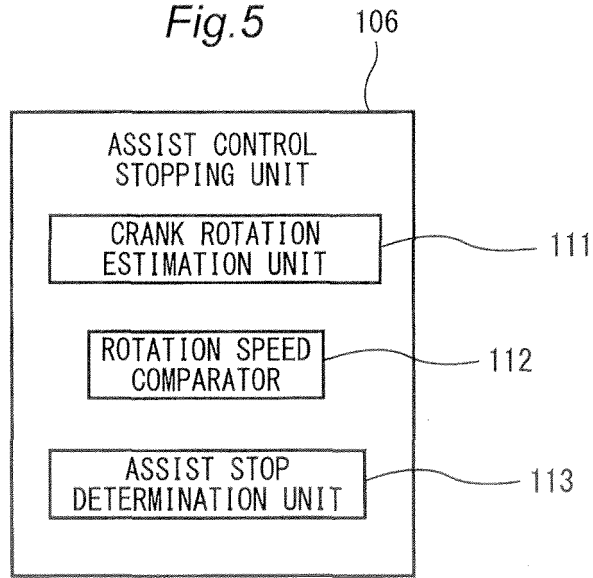 Fig.5
106
ASSIST CONTROL
STOPPING UNIT
CRANK ROTATION
ESTIMATION UNIT
111
ROTATION SPEED
COMPARATOR
112
ASSIST STOP
DETERMINATION UNIT
113